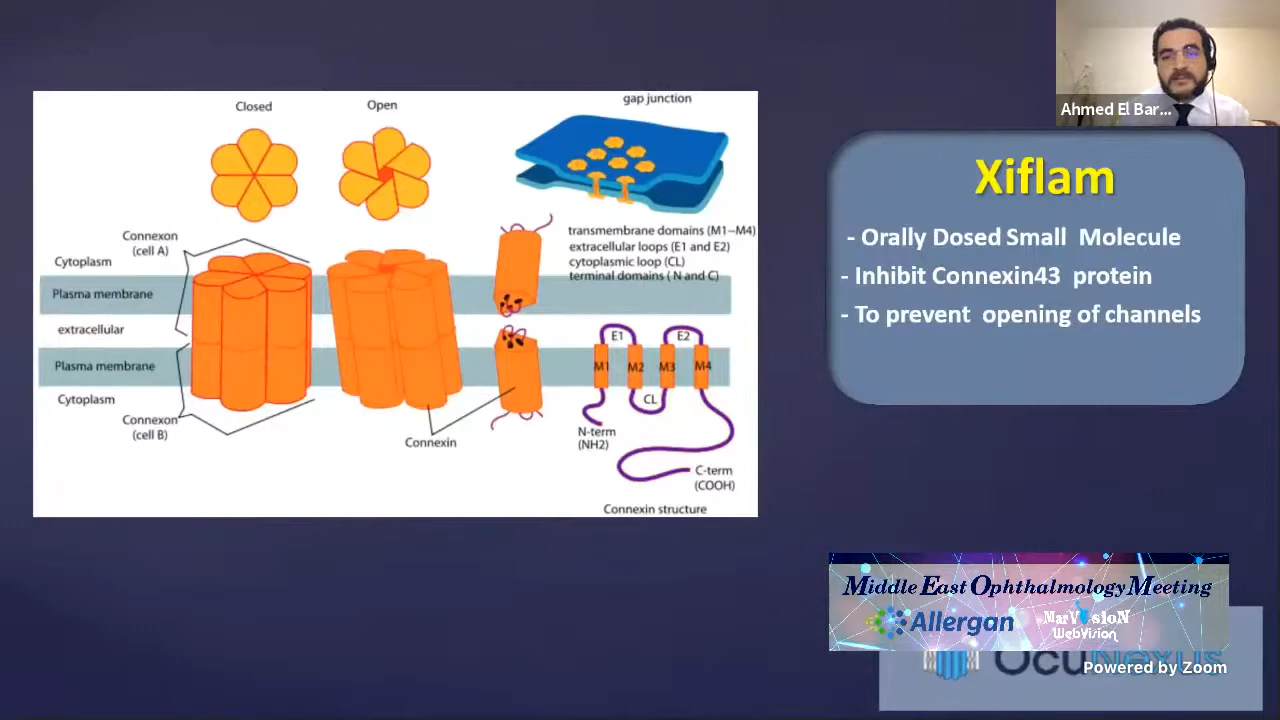 Closed
Open
gap junction
Connexon
(cell A)
Cytoplasm
Plasma membrane
extracellular
Plasma membrane
Cytoplasm
Connexon
(cell B)
Connexin
transmembrane domains (M1-M4)
extracellular loops (E1 and E2)
cytoplasmic loop (CL)
terminal domains ( N and C)
E1
E2
M1
M2
M3
M4
CL
N-term
(NH2)
C-term
(COOH)
Connexin structure
Ahmed El Bar...
Xiflam
- Orally Dosed Small Molecule
- Inhibit Connexin43 protein
- To prevent opening of channels
Middle East Ophthalmology Meeting
Allergan
MarVision
WebVision
OcuNexus
Powered by Zoom